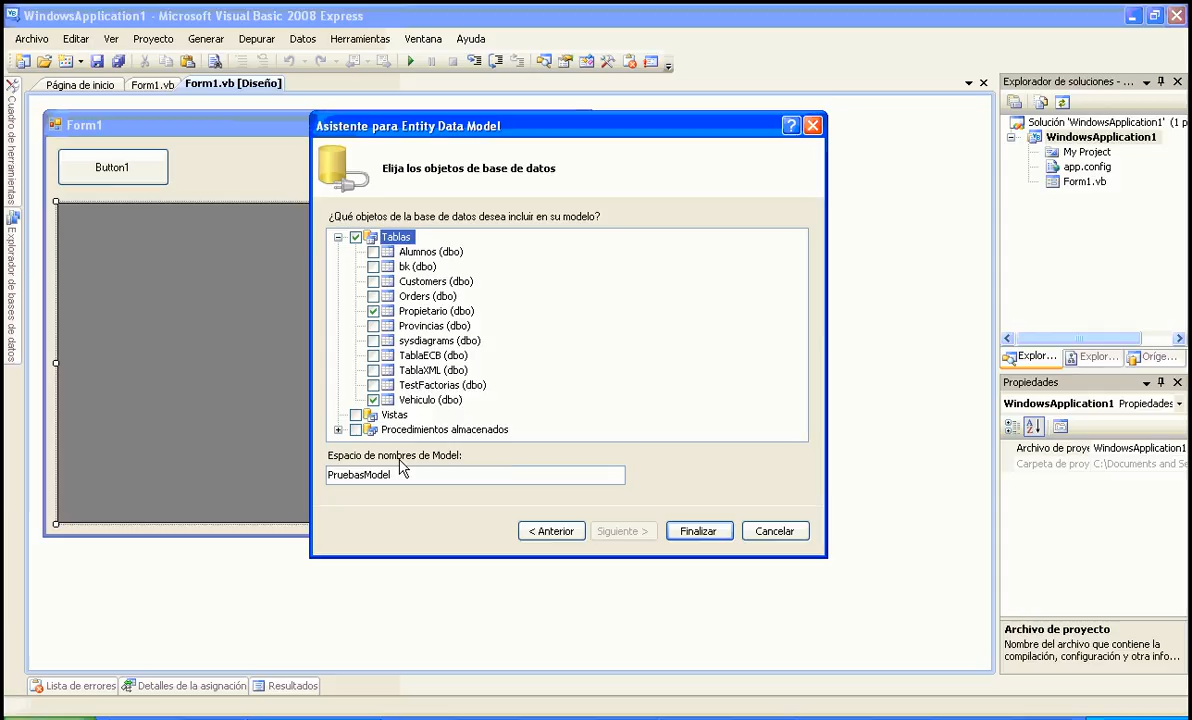 WindowsApplication1 - Microsoft Visual Basic 2008 Express
Archivo Editar Ver Proyecto Generar Depurar Datos Herramientas Ventana Ayuda
Página de inicio Form1.vb Form1.vb [Diseño]
Cuadro de herramientas
Explorador de bases de datos
Form1
Button1
Asistente para Entity Data Model
Elija los objetos de base de datos
¿Qué objetos de la base de datos desea incluir en su modelo?
Tablas
Alumnos (dbo)
bk (dbo)
Customers (dbo)
Orders (dbo)
Propietario (dbo)
Provincias (dbo)
sysdiagrams (dbo)
TablaECB (dbo)
TablaXML (dbo)
TestFactorias (dbo)
Vehiculo (dbo)
Vistas
Procedimientos almacenados
Espacio de nombres de Model:
PruebasModel
< Anterior Siguiente > Finalizar Cancelar
Explorador de soluciones - ...
Solución 'WindowsApplication1' (1 p
WindowsApplication1
My Project
app.config
Form1.vb
Explor... Explor... Oríge...
Propiedades
WindowsApplication1 Propiedades
Archivo de proye WindowsApplication1
Carpeta de proy C:\Documents and Se
Archivo de proyecto
Nombre del archivo que contiene la
compilación, configuración y otra info...
Lista de errores Detalles de la asignación Resultados